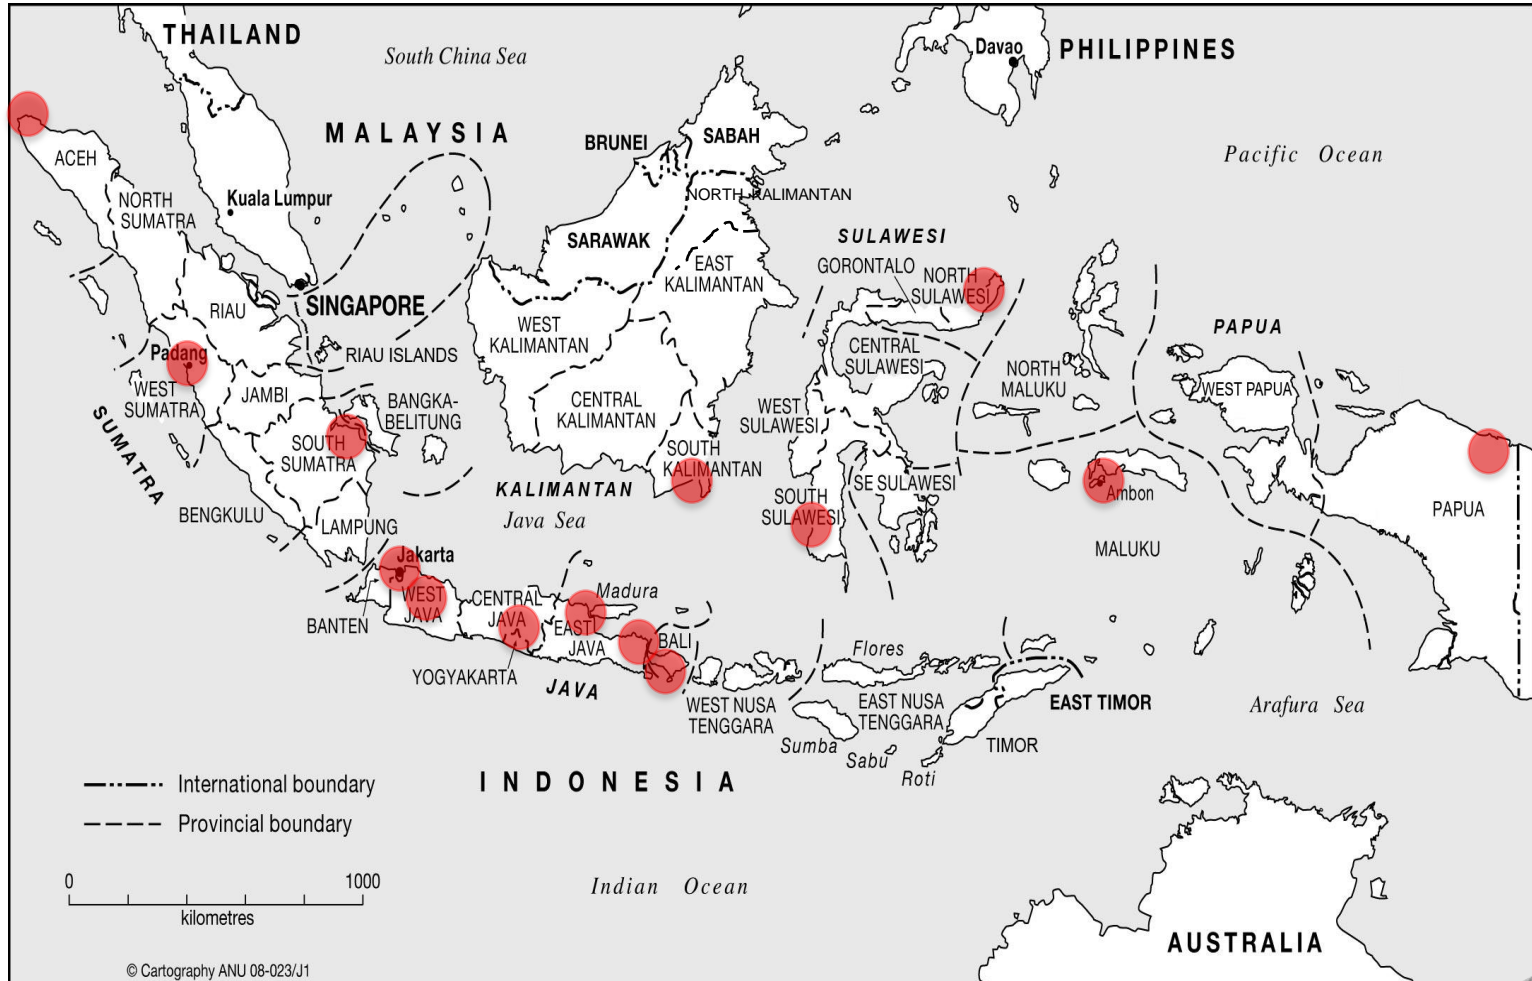 THAILAND
South China Sea
Davao
PHILIPPINES
MALAYSIA
BRUNEI
SABAH
Pacific Ocean
ACEH
NORTH
SUMATRA
Kuala Lumpur
NORTH KALIMANTAN
SARAWAK
SULAWESI
GORONTALO
NORTH
SULAWESI
EAST
KALIMANTAN
RIAU
SINGAPORE
WEST
KALIMANTAN
PAPUA
Padang
RIAU ISLANDS
CENTRAL
SULAWESI
NORTH
MALUKU
WEST PAPUA
WEST
SUMATRA
JAMBI
BANGKA-
BELITUNG
CENTRAL
KALIMANTAN
WEST
SULAWESI
SUMATRA
SOUTH
SUMATRA
SOUTH
KALIMANTAN
KALIMANTAN
SE SULAWESI
Ambon
BENGKULU
LAMPUNG
Java Sea
SOUTH
SULAWESI
PAPUA
MALUKU
Jakarta
WEST
JAVA
CENTRAL
JAVA
Madura
BANTEN
EAST
JAVA
BALI
YOGYAKARTA
JAVA
Flores
WEST NUSA
TENGGARA
EAST NUSA
TENGGARA
EAST TIMOR
Arafura Sea
Sumba
Sabu
Roti
TIMOR
INDONESIA
International boundary
Provincial boundary
0 1000
kilometres
Indian Ocean
AUSTRALIA
© Cartography ANU 08-023/J1